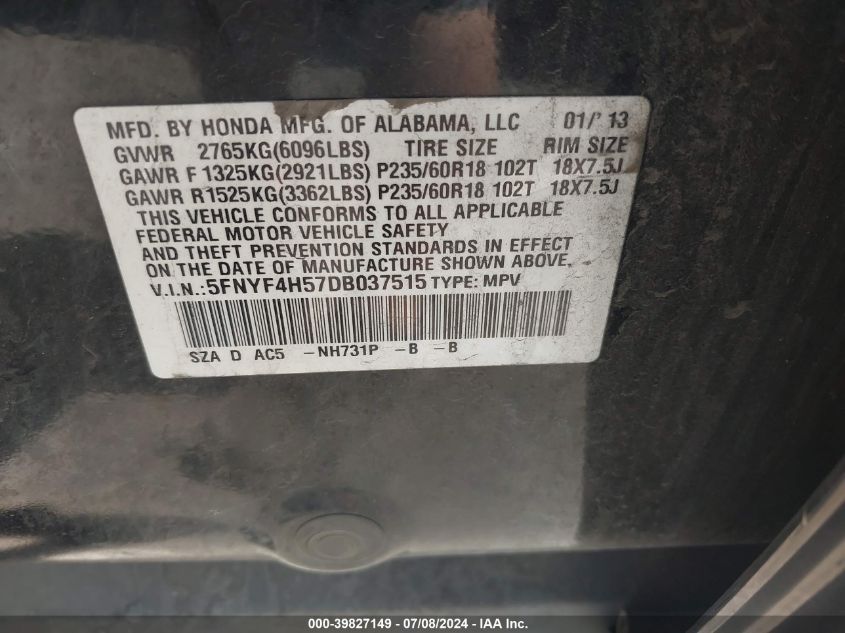 MFD. BY HONDA MFG. OF ALABAMA, LLC 01/'13
GVWR 2765KG(6096LBS) TIRE SIZE RIM SIZE
GAWR F 1325KG(2921LBS) P235/60R18 102T 18X7.5J
GAWR R1525KG(3362LBS) P235/60R18 102T 18X7.5J
THIS VEHICLE CONFORMS TO ALL APPLICABLE
FEDERAL MOTOR VEHICLE SAFETY
AND THEFT PREVENTION STANDARDS IN EFFECT
ON THE DATE OF MANUFACTURE SHOWN ABOVE.
V.I.N.:5FNYF4H57DB037515 TYPE: MPV
SZA D AC5 -NH731P -B -B
000-39827149 | 07/08/2024 - IAA Inc.